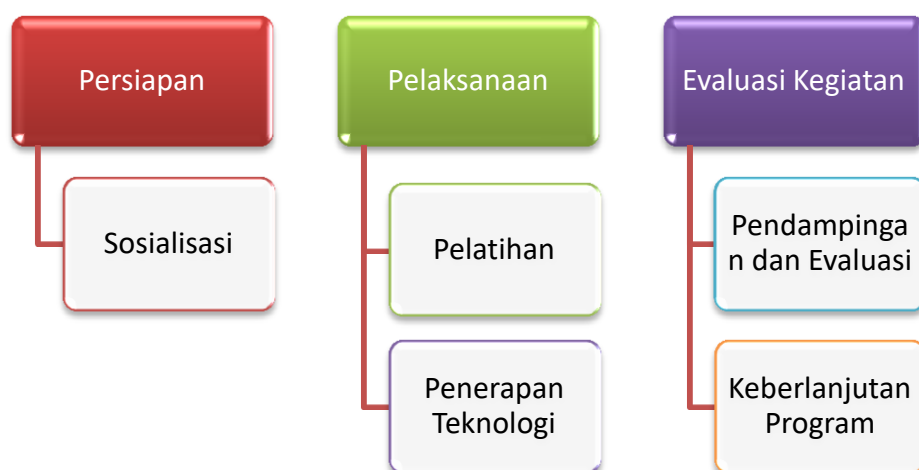 Persiapan
Sosialisasi
Pelaksanaan
Pelatihan
Penerapan
Teknologi
Evaluasi Kegiatan
Pendampinga
n dan Evaluasi
Keberlanjutan
Program